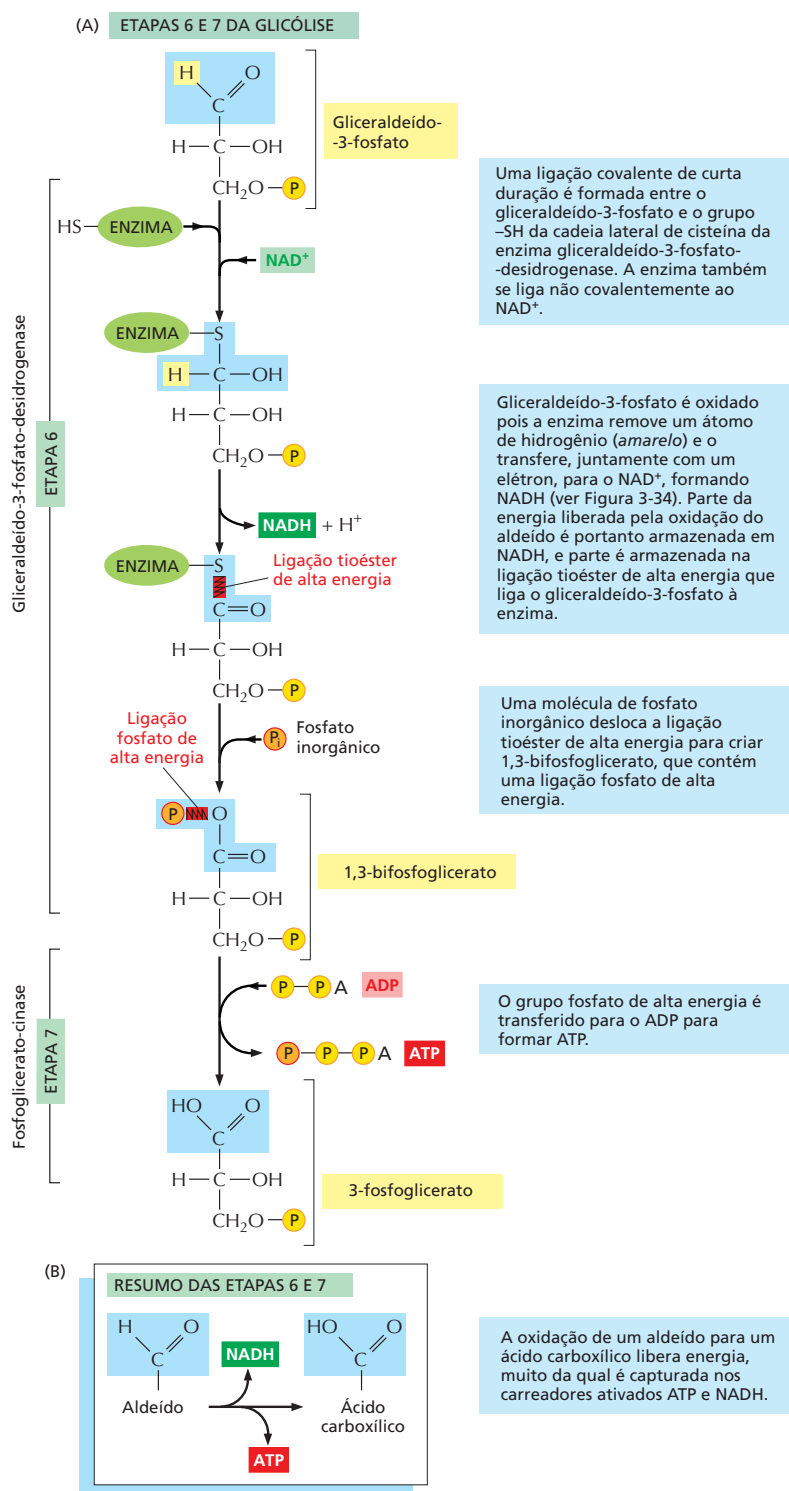 (A) ETAPAS 6 E 7 DA GLICÓLISE
H O
C
H—C—OH
CH₂O—P
Gliceraldeído-
-3-fosfato
Gliceraldeído-3-fosfato-desidrogenase
ETAPA 6
HS—ENZIMA
NAD⁺
Uma ligação covalente de curta
duração é formada entre o
gliceraldeído-3-fosfato e o grupo
–SH da cadeia lateral de cisteína da
enzima gliceraldeído-3-fosfato-
-desidrogenase. A enzima também
se liga não covalentemente ao
NAD⁺.
ENZIMA—S
H—C—OH
H—C—OH
CH₂O—P
NADH + H⁺
Gliceraldeído-3-fosfato é oxidado
pois a enzima remove um átomo
de hidrogênio (amarelo) e o
transfere, juntamente com um
elétron, para o NAD⁺, formando
NADH (ver Figura 3-34). Parte da
energia liberada pela oxidação do
aldeído é portanto armazenada em
NADH, e parte é armazenada na
ligação tioéster de alta energia que
liga o gliceraldeído-3-fosfato à
enzima.
ENZIMA—S
Ligação tioéster
de alta energia
C=O
H—C—OH
CH₂O—P
Ligação
fosfato de
alta energia
Pi
Fosfato
inorgânico
Uma molécula de fosfato
inorgânico desloca a ligação
tioéster de alta energia para criar
1,3-bifosfoglicerato, que contém
uma ligação fosfato de alta
energia.
P O
C=O
H—C—OH
CH₂O—P
1,3-bifosfoglicerato
Fosfoglicerato-cinase
ETAPA 7
P—P A ADP
P—P—P A ATP
O grupo fosfato de alta energia é
transferido para o ADP para
formar ATP.
HO O
C
H—C—OH
CH₂O—P
3-fosfoglicerato
(B)
RESUMO DAS ETAPAS 6 E 7
H O
C
Aldeído
NADH
ATP
HO O
C
Ácido
carboxílico
A oxidação de um aldeído para um
ácido carboxílico libera energia,
muito da qual é capturada nos
carreadores ativados ATP e NADH.